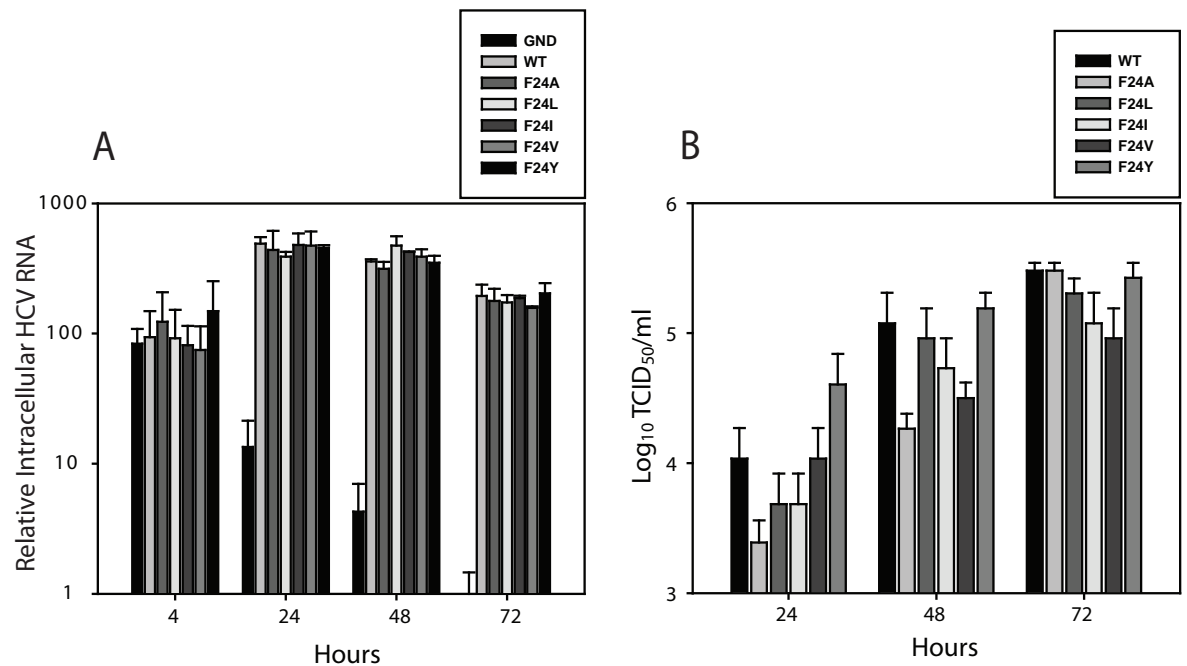 GND
WT
F24A
F24L
F24I
F24V
F24Y
A
1000
100
10
1
Relative Intracellular HCV RNA
4 24 48 72
Hours
WT
F24A
F24L
F24I
F24V
F24Y
B
6
5
4
3
Log10 TCID50/ml
24 48 72
Hours